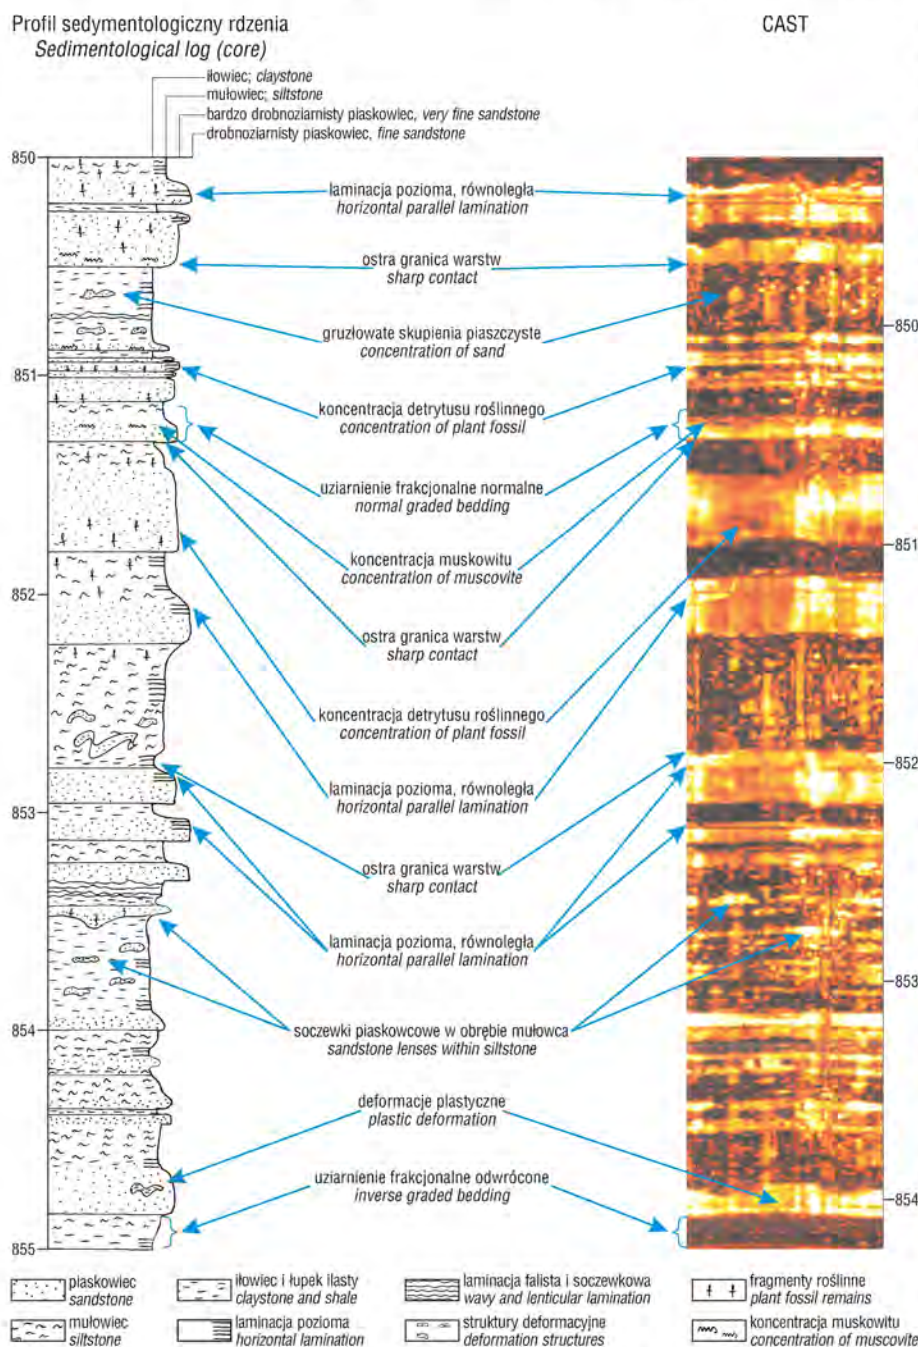 Profil sedymentologiczny rdzenia
Sedimentological log (core)
CAST
iłowiec; claystone
mułowiec; siltstone
bardzo drobnoziarnisty piaskowiec, very fine sandstone
drobnoziarnisty piaskowiec, fine sandstone
850
laminacja pozioma, równoległa
horizontal parallel lamination
ostra granica warstw
sharp contact
850
gruzłowate skupienia piaszczyste
concentration of sand
851
koncentracja detrytusu roślinnego
concentration of plant fossil
uziarnienie frakcjonalne normalne
normal graded bedding
851
koncentracja muskowitu
concentration of muscovite
852
ostra granica warstw
sharp contact
koncentracja detrytusu roślinnego
concentration of plant fossil
852
laminacja pozioma, równoległa
horizontal parallel lamination
853
ostra granica warstw
sharp contact
laminacja pozioma, równoległa
horizontal parallel lamination
853
854
soczewki piaskowcowe w obrębie mułowca
sandstone lenses within siltstone
deformacje plastyczne
plastic deformation
uziarnienie frakcjonalne odwrócone
inverse graded bedding
854
855
piaskowiec
sandstone
iłowiec i łupek ilasty
claystone and shale
laminacja falista i soczewkowa
wavy and lenticular lamination
fragmenty roślinne
plant fossil remains
mułowiec
siltstone
laminacja pozioma
horizontal lamination
struktury deformacyjne
deformation structures
koncentracja muskowitu
concentration of muscovite